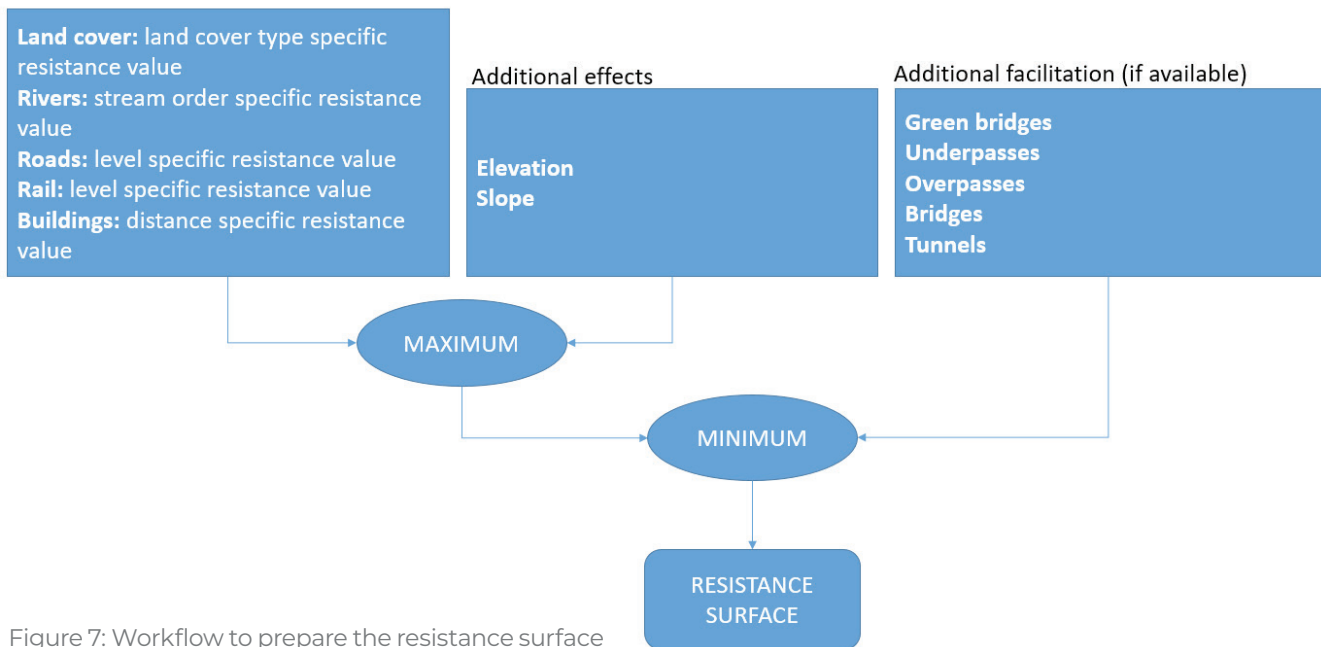 Land cover: land cover type specific
resistance value
Rivers: stream order specific resistance
value
Roads: level specific resistance value
Rail: level specific resistance value
Buildings: distance specific resistance
value
Additional effects
Elevation
Slope
Additional facilitation (if available)
Green bridges
Underpasses
Overpasses
Bridges
Tunnels
MAXIMUM
MINIMUM
RESISTANCE
SURFACE
Figure 7: Workflow to prepare the resistance surface